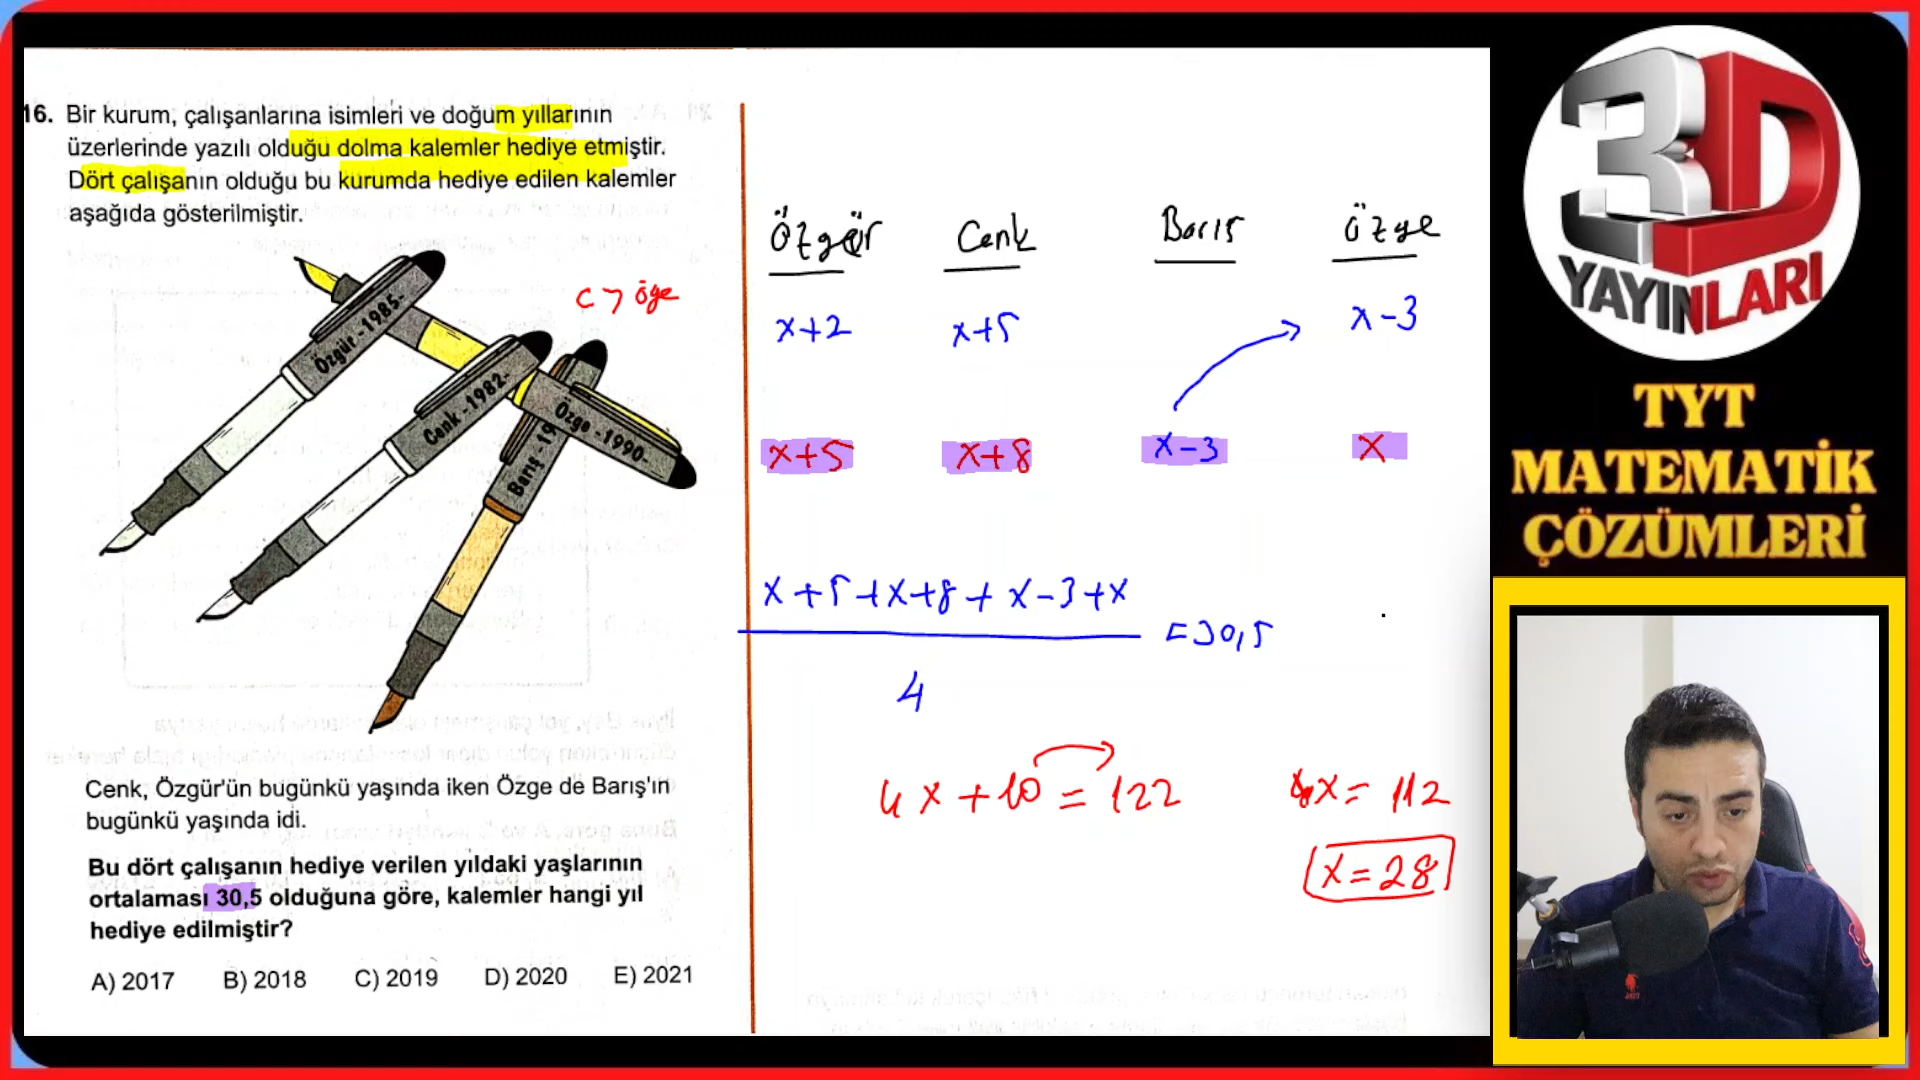 16. Bir kurum, çalışanlarına isimleri ve doğum yıllarının
üzerlerinde yazılı olduğu dolma kalemler hediye etmiştir.
Dört çalışanın olduğu bu kurumda hediye edilen kalemler
aşağıda gösterilmiştir.
Özgür -1985-
Cenk -1982-
Barış -19
Özge -1990-
C > öge
Cenk, Özgür'ün bugünkü yaşında iken Özge de Barış'ın
bugünkü yaşında idi.
Bu dört çalışanın hediye verilen yıldaki yaşlarının
ortalaması 30,5 olduğuna göre, kalemler hangi yıl
hediye edilmiştir?
A) 2017 B) 2018 C) 2019 D) 2020 E) 2021
Özgür Cenk Barış Özge
x+2 x+5 x-3
x+5 x+8 x-3 x
x+5+x+8+x-3+x
=30,5
4
4x+10=122 4x=112
x=28
3D
YAYINLARI
TYT
MATEMATİK
ÇÖZÜMLERİ